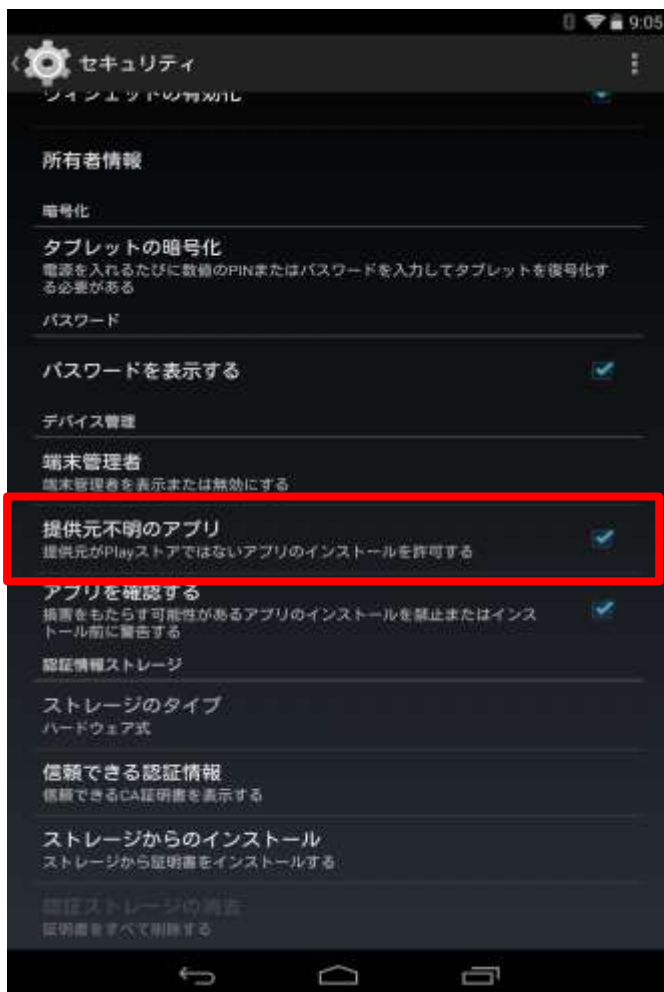 9:05
セキュリティ
ウィジェットの有効化
所有者情報
暗号化
タブレットの暗号化
電源を入れるたびに数値のPINまたはパスワードを入力してタブレットを復号化す
る必要がある
パスワード
パスワードを表示する
デバイス管理
端末管理者
端末管理者を表示または無効にする
提供元不明のアプリ
提供元がPlayストアではないアプリのインストールを許可する
アプリを確認する
損害をもたらす可能性があるアプリのインストールを禁止またはインス
トール前に警告する
認証情報ストレージ
ストレージのタイプ
ハードウェア式
信頼できる認証情報
信頼できるCA証明書を表示する
ストレージからのインストール
ストレージから証明書をインストールする
認証ストレージの消去
証明書をすべて削除する